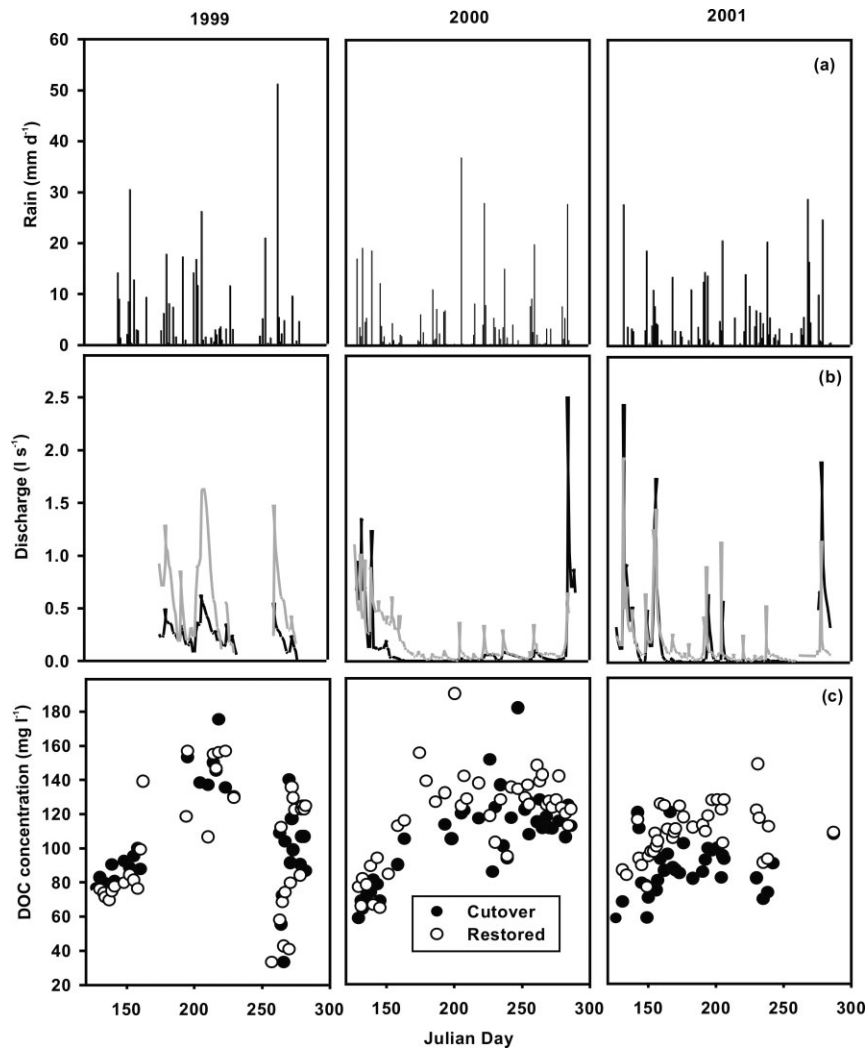 1999 2000 2001
(a)
Rain (mm d⁻¹)
60
50
40
30
20
10
0
(b)
Discharge (l s⁻¹)
2.5
2.0
1.5
1.0
0.5
0.0
(c)
DOC concentration (mg l⁻¹)
180
160
140
120
100
80
60
40
20
Cutover
Restored
150 200 250 300 150 200 250 300 150 200 250 300
Julian Day